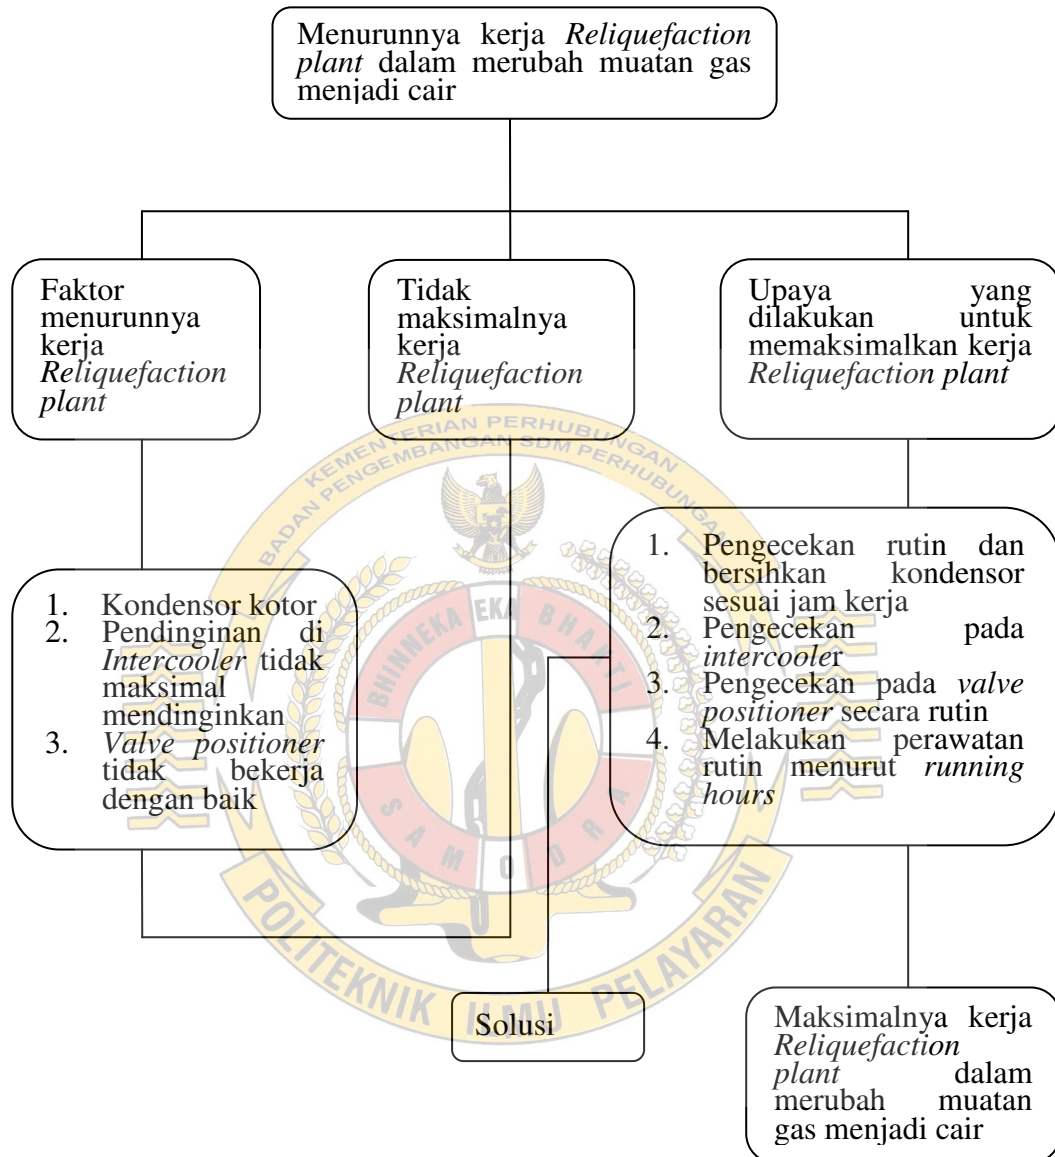 Menurunnya kerja Reliquefaction
plant dalam merubah muatan gas
menjadi cair
Faktor
menurunnya
kerja
Reliquefaction
plant
Tidak
maksimalnya
kerja
Reliquefaction
plant
Upaya yang
dilakukan untuk
memaksimalkan kerja
Reliquefaction plant
KEMENTERIAN PERHUBUNGAN
BADAN PENGEMBANGAN SDM PERHUBUNGAN
1. Kondensor kotor
2. Pendinginan di
Intercooler tidak
maksimal
mendinginkan
3. Valve positioner
tidak bekerja
dengan baik
BHINNEKA EKA BHAKTI
SAMODRA
1. Pengecekan rutin dan
bersihkan kondensor
sesuai jam kerja
2. Pengecekan pada
intercooler
3. Pengecekan pada valve
positioner secara rutin
4. Melakukan perawatan
rutin menurut running
hours
POLITEKNIK ILMU PELAYARAN
Solusi
Maksimalnya kerja
Reliquefaction
plant dalam
merubah muatan
gas menjadi cair